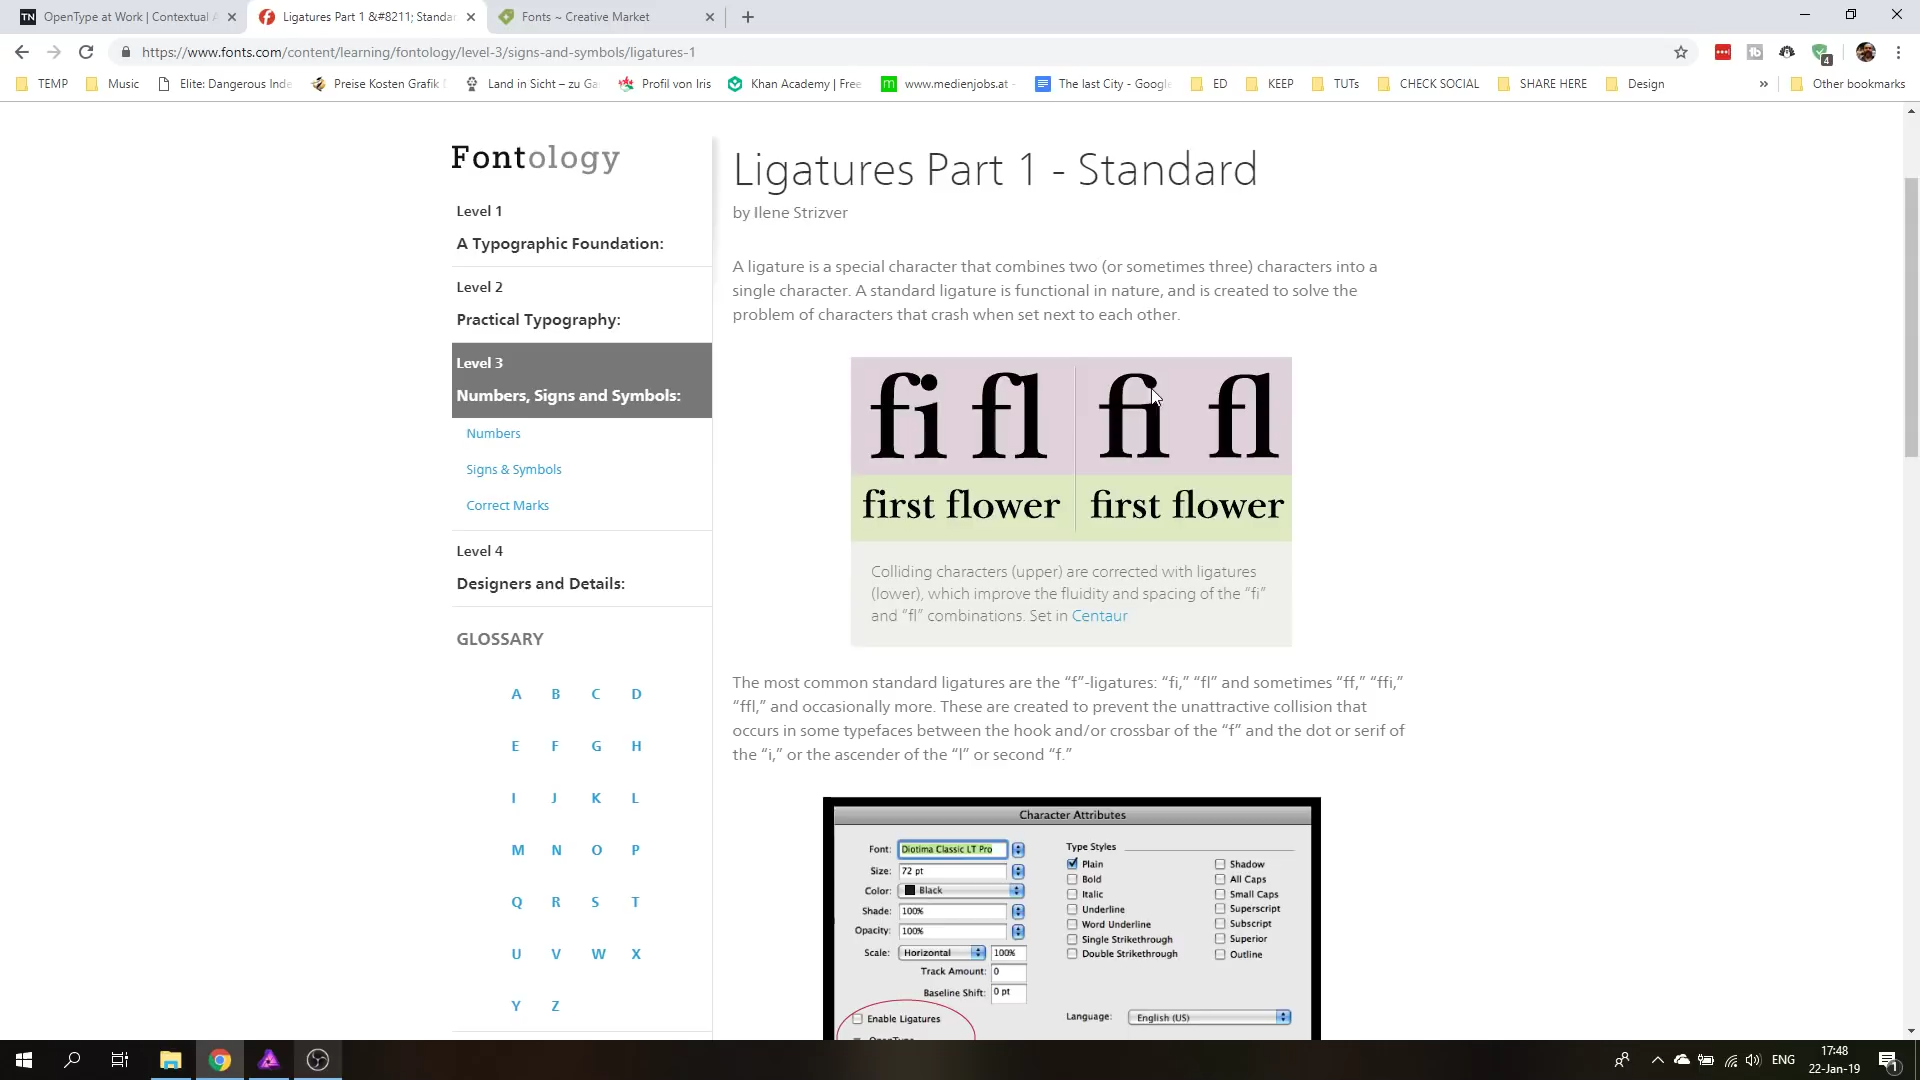 OpenType at Work | Contextual A
Ligatures Part 1 &#8211; Standar
Fonts ~ Creative Market
https://www.fonts.com/content/learning/fontology/level-3/signs-and-symbols/ligatures-1
4
TEMP
Music
Elite: Dangerous Inde
Preise Kosten Grafik
Land in Sicht – zu Ga
Profil von Iris
Khan Academy | Free
www.medienjobs.at -
The last City - Google
ED
KEEP
TUTs
CHECK SOCIAL
SHARE HERE
Design
»
Other bookmarks
Fontology
Level 1
A Typographic Foundation:
Level 2
Practical Typography:
Level 3
Numbers, Signs and Symbols:
Numbers
Signs & Symbols
Correct Marks
Level 4
Designers and Details:
GLOSSARY
A B C D
E F G H
I J K L
M N O P
Q R S T
U V W X
Y Z
Ligatures Part 1 - Standard
by Ilene Strizver
A ligature is a special character that combines two (or sometimes three) characters into a
single character. A standard ligature is functional in nature, and is created to solve the
problem of characters that crash when set next to each other.
fi fl fi fl
first flower first flower
Colliding characters (upper) are corrected with ligatures
(lower), which improve the fluidity and spacing of the “fi”
and “fl” combinations. Set in Centaur
The most common standard ligatures are the “f”-ligatures: “fi,” “fl” and sometimes “ff,” “ffi,”
“ffl,” and occasionally more. These are created to prevent the unattractive collision that
occurs in some typefaces between the hook and/or crossbar of the “f” and the dot or serif of
the “i,” or the ascender of the “l” or second “f.”
Character Attributes
Font: Diotima Classic LT Pro
Size: 72 pt
Color: Black
Shade: 100%
Opacity: 100%
Scale: Horizontal 100%
Track Amount: 0
Baseline Shift: 0 pt
Enable Ligatures
OpenType
Type Styles
Plain
Bold
Italic
Underline
Word Underline
Single Strikethrough
Double Strikethrough
Shadow
All Caps
Small Caps
Superscript
Subscript
Superior
Outline
Language: English (US)
ENG
17:48
22-Jan-19
1